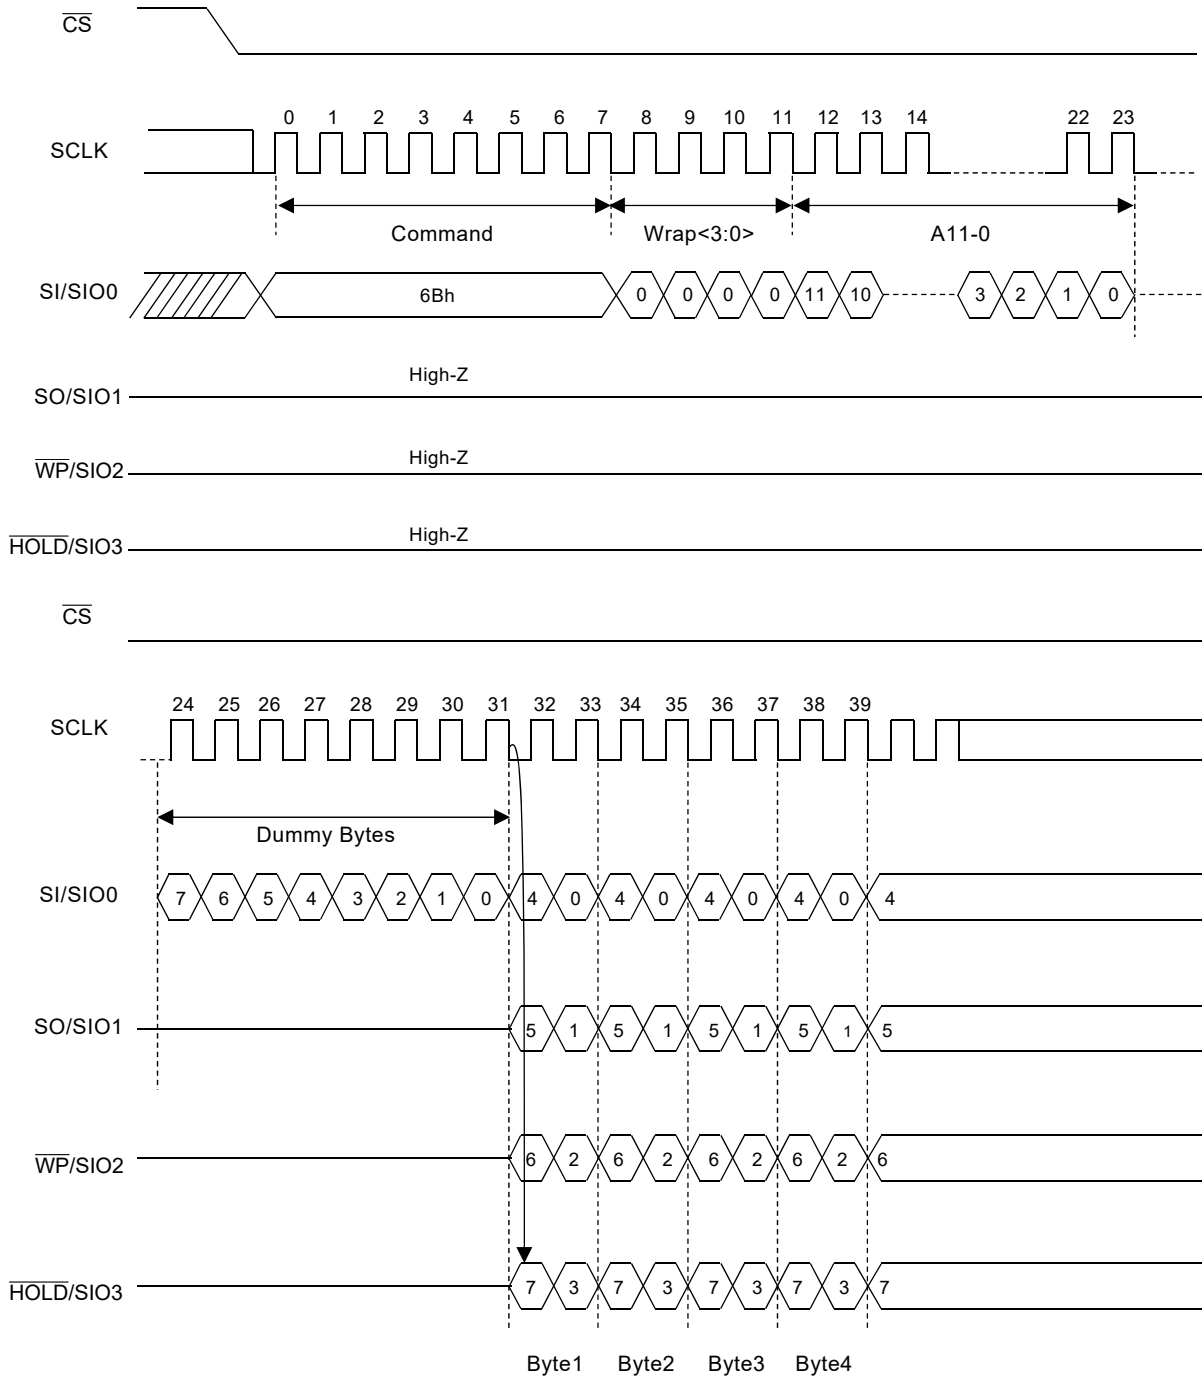 CS
SCLK
0 1 2 3 4 5 6 7 8 9 10 11 12 13 14 22 23
Command Wrap<3:0> A11-0
SI/SIO0 6Bh 0 0 0 0 11 10 3 2 1 0
High-Z
SO/SIO1
High-Z
WP/SIO2
High-Z
HOLD/SIO3
CS
24 25 26 27 28 29 30 31 32 33 34 35 36 37 38 39
SCLK
Dummy Bytes
SI/SIO0 7 6 5 4 3 2 1 0 4 0 4 0 4 0 4 0 4
SO/SIO1 5 1 5 1 5 1 5 1 5
WP/SIO2 6 2 6 2 6 2 6 2 6
HOLD/SIO3 7 3 7 3 7 3 7 3 7
Byte1 Byte2 Byte3 Byte4